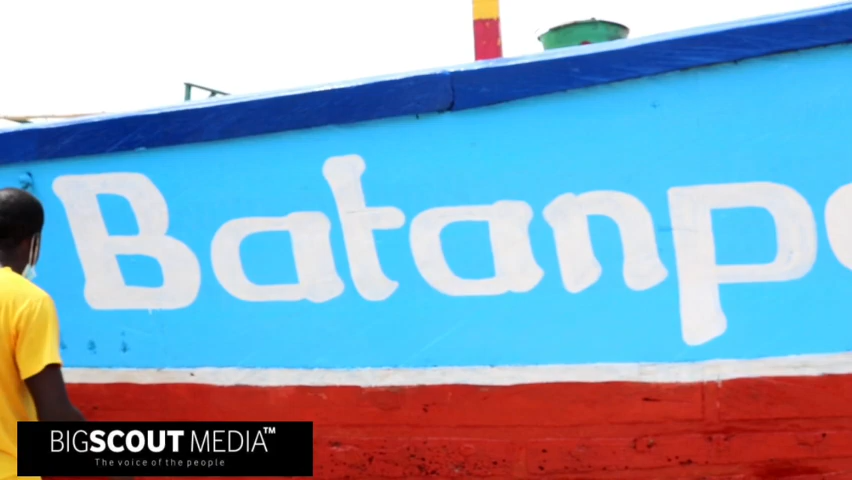 Batanp
BIGSCOUT MEDIA™
The voice of the people